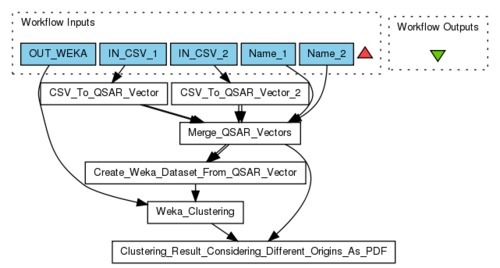 Workflow Inputs
Workflow Outputs
OUT_WEKA
IN_CSV_1
IN_CSV_2
Name_1
Name_2
CSV_To_QSAR_Vector
CSV_To_QSAR_Vector_2
Merge_QSAR_Vectors
Create_Weka_Dataset_From_QSAR_Vector
Weka_Clustering
Clustering_Result_Considering_Different_Origins_As_PDF